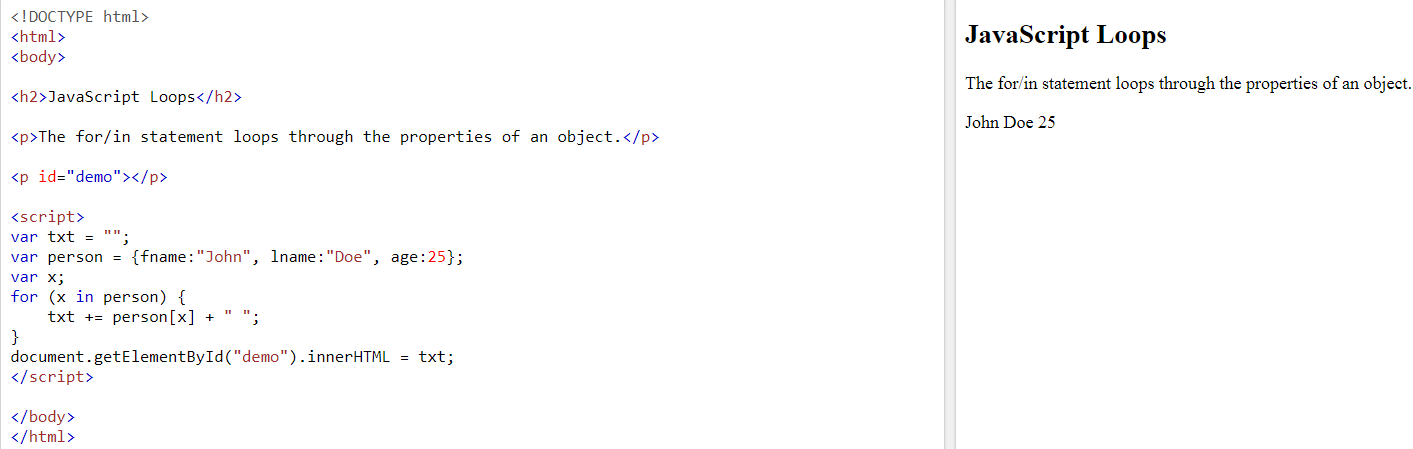 <!DOCTYPE html>
<html>
<body>
<h2>JavaScript Loops</h2>
<p>The for/in statement loops through the properties of an object.</p>
<p id="demo"></p>
<script>
var txt = "";
var person = {fname:"John", lname:"Doe", age:25};
var x;
for (x in person) {
    txt += person[x] + " ";
}
document.getElementById("demo").innerHTML = txt;
</script>
</body>
</html>
JavaScript Loops
The for/in statement loops through the properties of an object.
John Doe 25